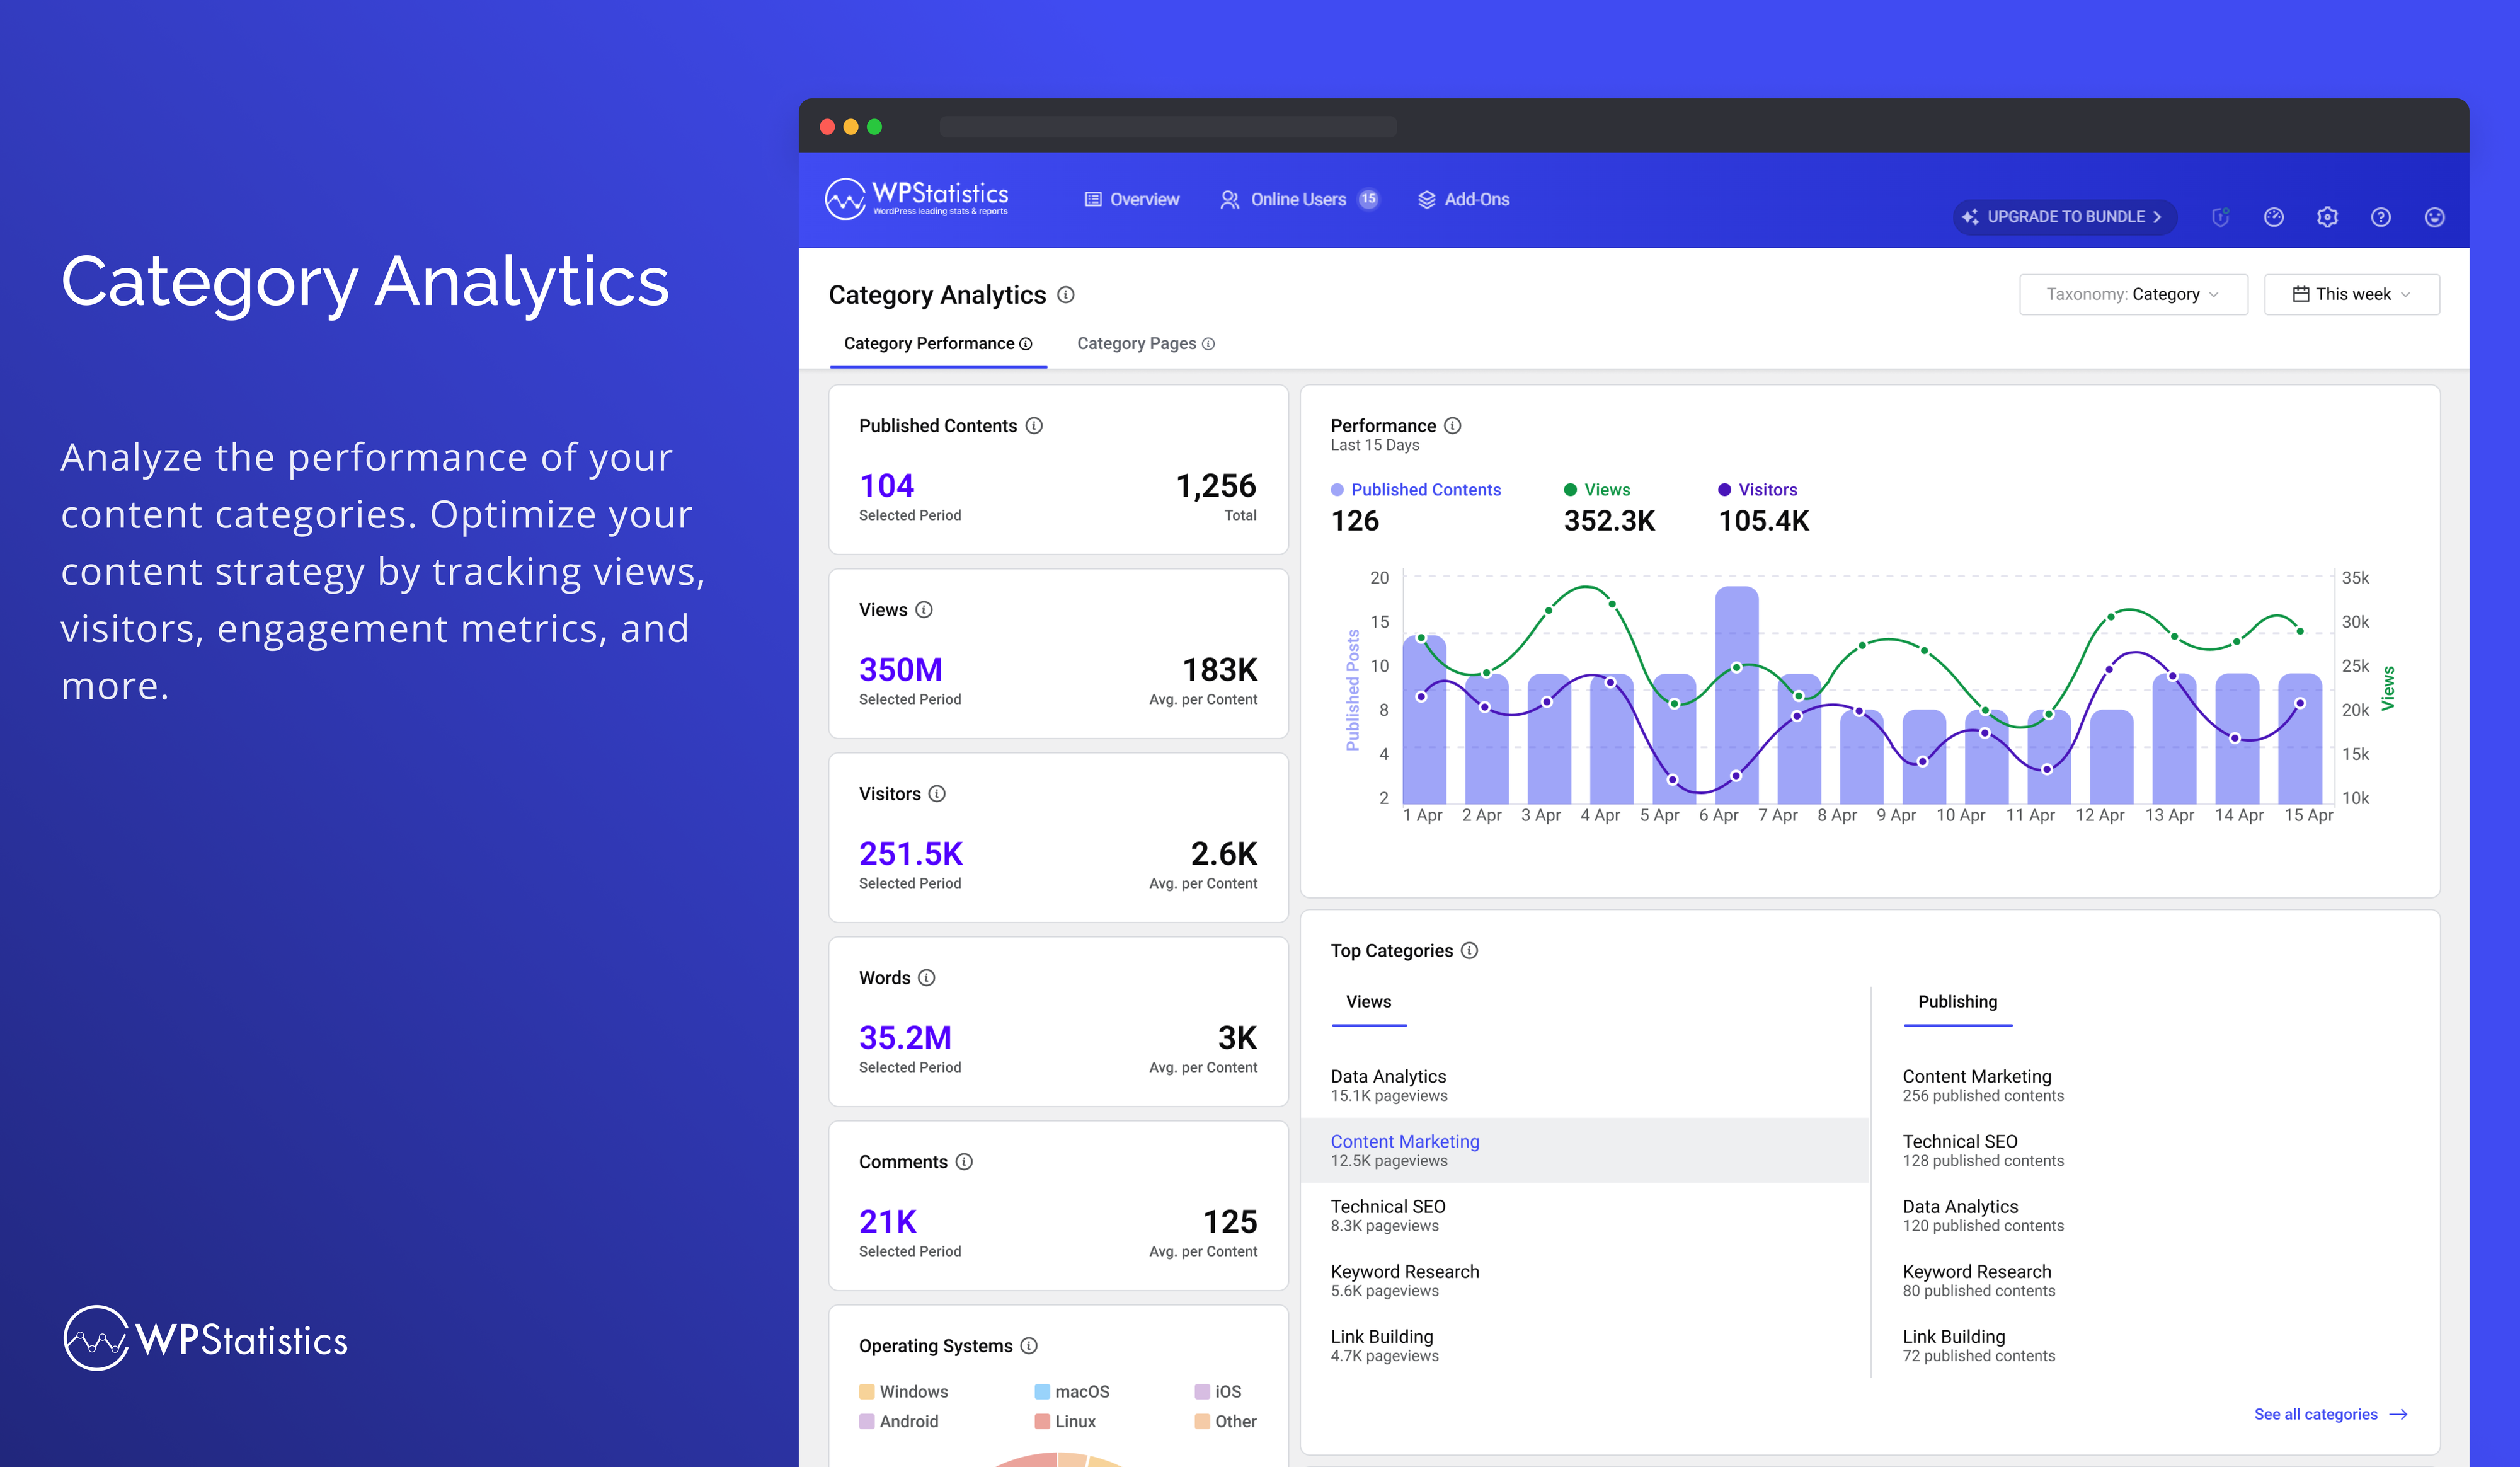 Category Analytics
Analyze the performance of your
content categories. Optimize your
content strategy by tracking views,
visitors, engagement metrics, and
more.
WPStatistics
WPStatistics
WordPress leading stats & reports
Overview
Online Users 15
Add-Ons
UPGRADE TO BUNDLE
Category Analytics
Taxonomy: Category
This week
Category Performance
Category Pages
Published Contents
104 1,256
Selected Period Total
Views
350M 183K
Selected Period Avg. per Content
Visitors
251.5K 2.6K
Selected Period Avg. per Content
Words
35.2M 3K
Selected Period Avg. per Content
Comments
21K 125
Selected Period Avg. per Content
Operating Systems
Windows macOS iOS
Android Linux Other
Performance
Last 15 Days
Published Contents Views Visitors
126 352.3K 105.4K
Published Posts
20
15
10
8
4
2
35k
30k
25k
20k
15k
10k
Views
1 Apr 2 Apr 3 Apr 4 Apr 5 Apr 6 Apr 7 Apr 8 Apr 9 Apr 10 Apr 11 Apr 12 Apr 13 Apr 14 Apr 15 Apr
Top Categories
Views
Data Analytics
15.1K pageviews
Content Marketing
12.5K pageviews
Technical SEO
8.3K pageviews
Keyword Research
5.6K pageviews
Link Building
4.7K pageviews
Publishing
Content Marketing
256 published contents
Technical SEO
128 published contents
Data Analytics
120 published contents
Keyword Research
80 published contents
Link Building
72 published contents
See all categories